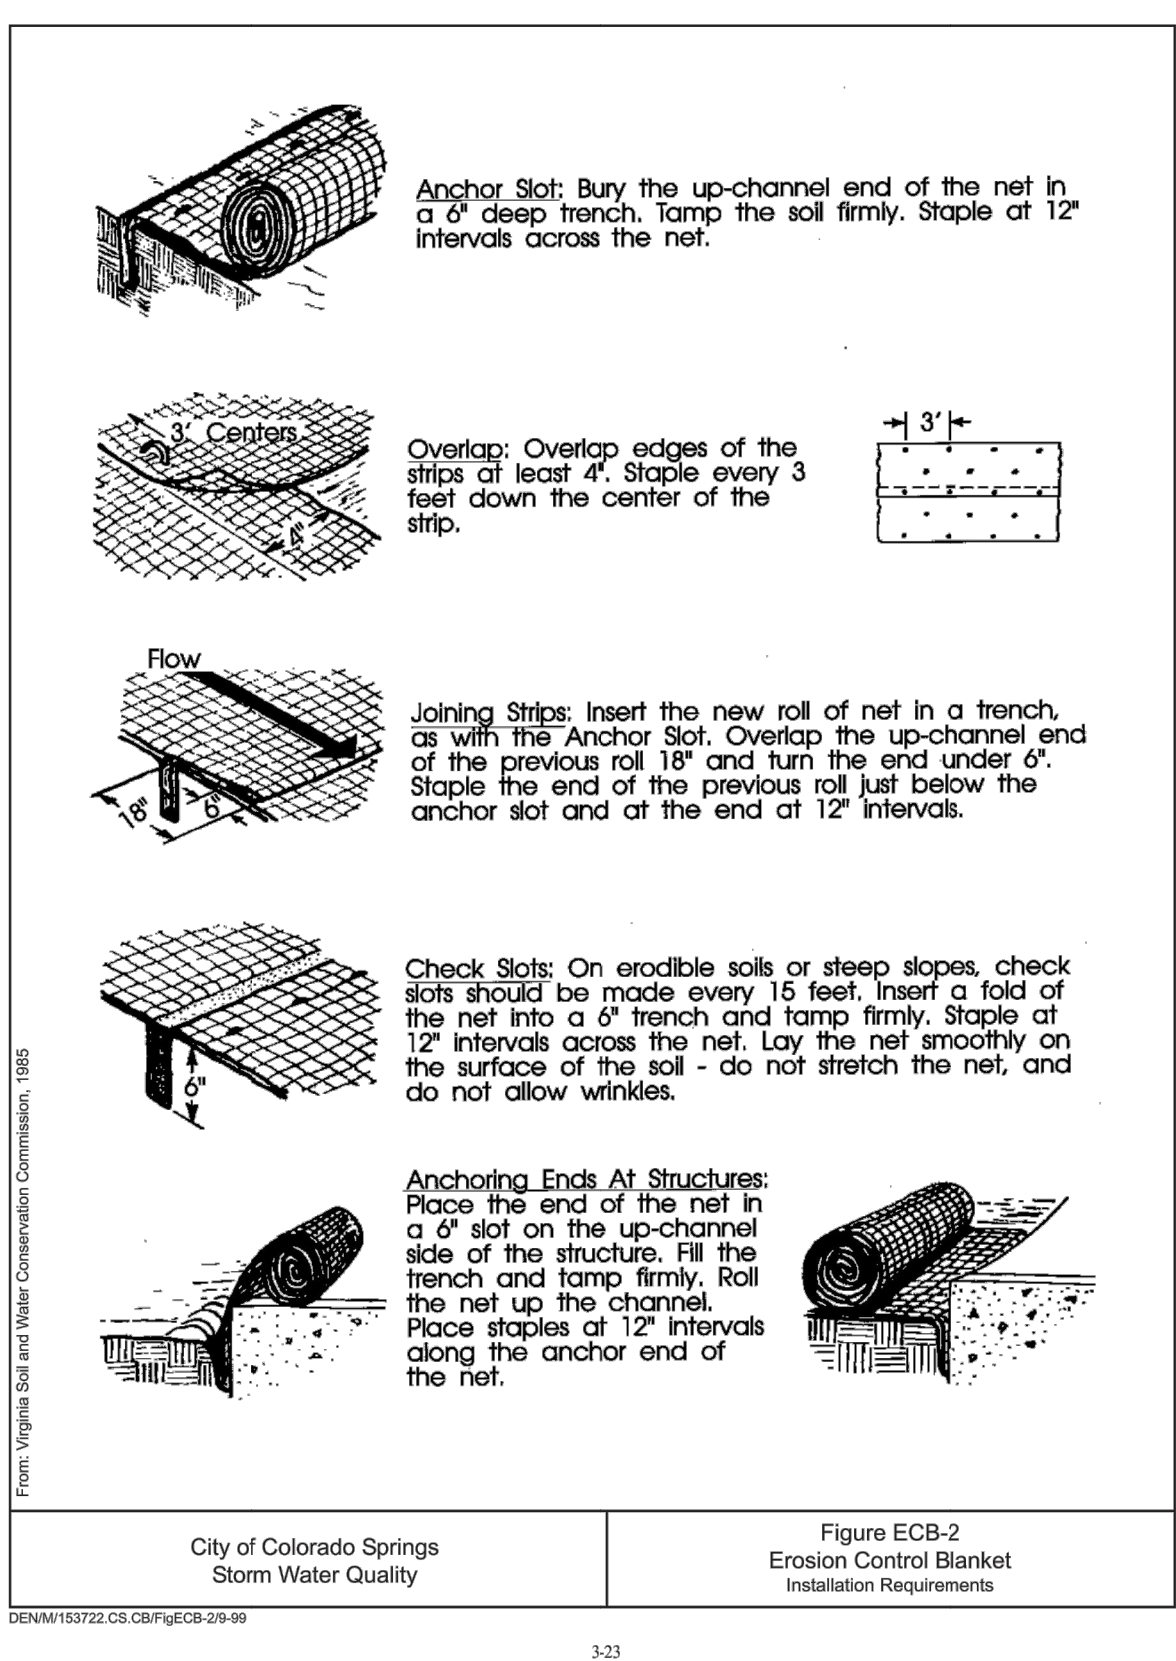 Anchor Slot: Bury the up-channel end of the net in
a 6" deep trench. Tamp the soil firmly. Staple at 12"
intervals across the net.
3' Centers
4"
Overlap: Overlap edges of the
strips at least 4". Staple every 3
feet down the center of the
strip.
3'
Flow
18"
6"
Joining Strips: Insert the new roll of net in a trench,
as with the Anchor Slot. Overlap the up-channel end
of the previous roll 18" and turn the end under 6".
Staple the end of the previous roll just below the
anchor slot and at the end at 12" intervals.
6"
Check Slots: On erodible soils or steep slopes, check
slots should be made every 15 feet. Insert a fold of
the net into a 6" trench and tamp firmly. Staple at
12" intervals across the net. Lay the net smoothly on
the surface of the soil - do not stretch the net, and
do not allow wrinkles.
Anchoring Ends At Structures:
Place the end of the net in
a 6" slot on the up-channel
side of the structure. Fill the
trench and tamp firmly. Roll
the net up the channel.
Place staples at 12" intervals
along the anchor end of
the net.
From: Virginia Soil and Water Conservation Commission, 1985
City of Colorado Springs
Storm Water Quality
Figure ECB-2
Erosion Control Blanket
Installation Requirements
DEN/M/153722.CS.CB/FigECB-2/9-99
3-23